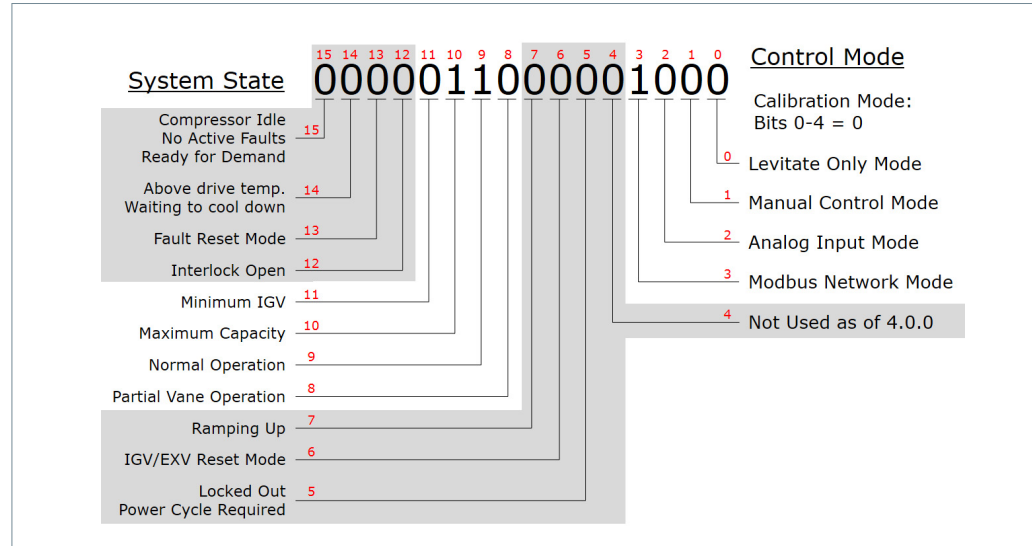 15 14 13 12 11 10 9 8 7 6 5 4 3 2 1 0
System State 0000011000001000 Control Mode
Calibration Mode:
Bits 0-4 = 0
Compressor Idle
No Active Faults
Ready for Demand
15
Above drive temp.
Waiting to cool down
14
Fault Reset Mode 13
Interlock Open 12
Minimum IGV 11
Maximum Capacity 10
Normal Operation 9
Partial Vane Operation 8
Ramping Up 7
IGV/EXV Reset Mode 6
Locked Out
Power Cycle Required
5
0 Levitate Only Mode
1 Manual Control Mode
2 Analog Input Mode
3 Modbus Network Mode
4 Not Used as of 4.0.0